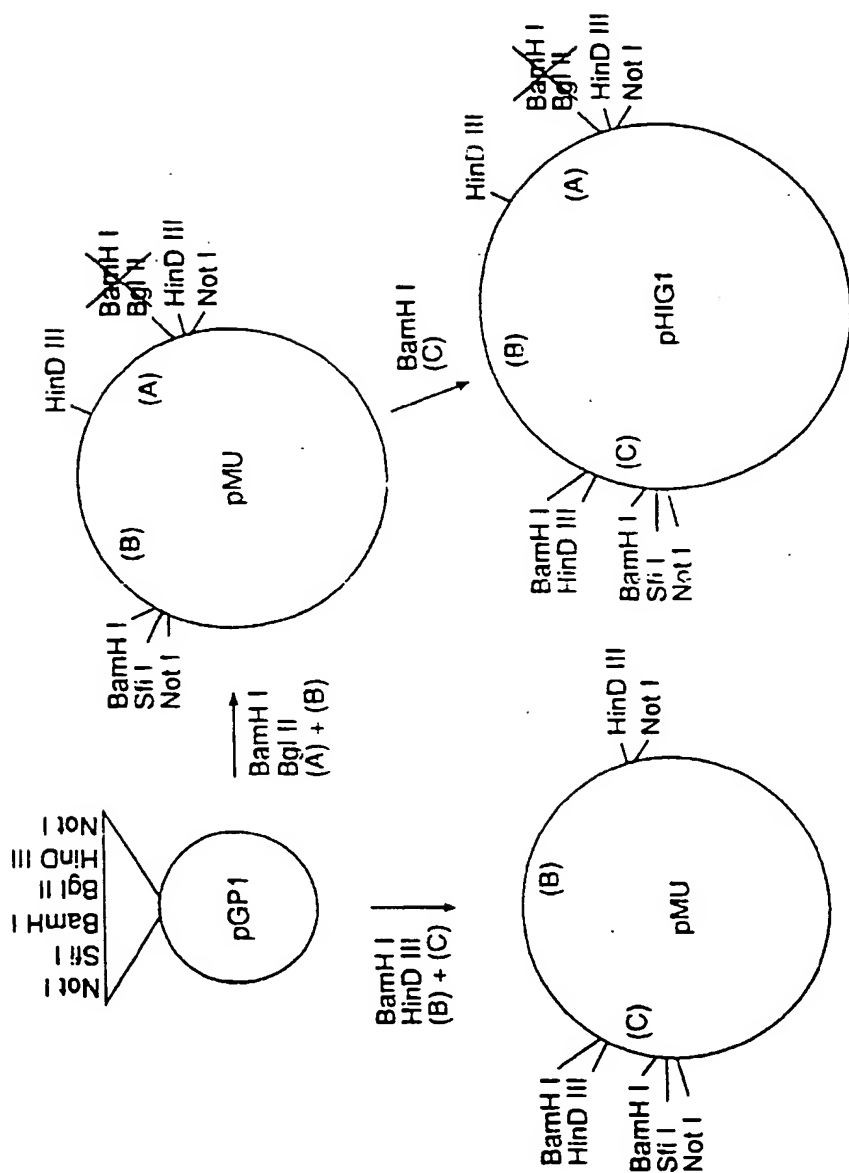 Not I
Sfi I
BamH I
Bgl II
HinD III
Not I
pGP1
BamH I
Bgl II
(A) + (B)
BamH I
HinD III
(B) + (C)
BamH I
Sfi I
Not I
(B)
(A)
pMU
HinD III
BamH I
Bgl II
HinD III
Not I
BamH I
(C)
BamH I
HinD III
BamH I
Sfi I
Not I
(C)
(B)
pMU
HinD III
Not I
BamH I
HinD III
BamH I
Sfi I
Not I
(C)
(B)
(A)
pHIG1
HinD III
BamH I
Bgl II
HinD III
Not I